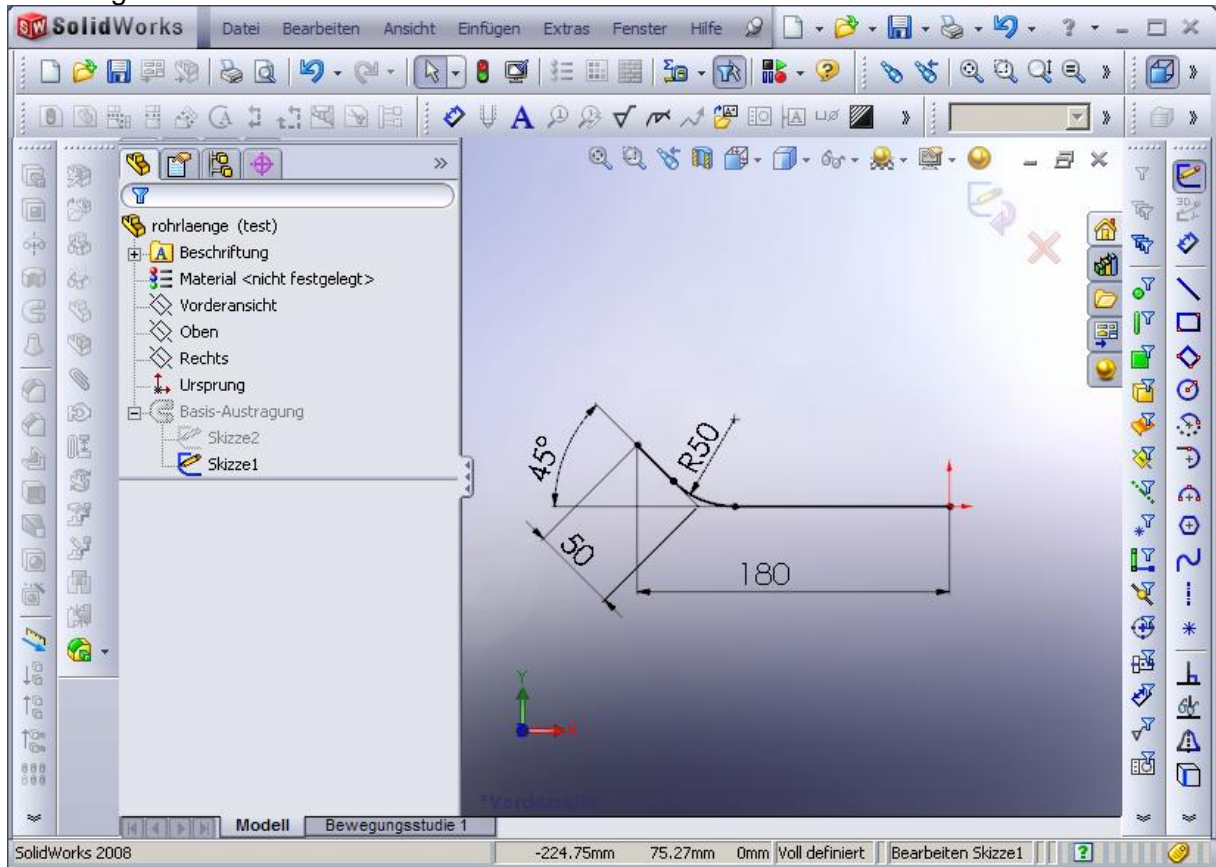 SolidWorks Datei Bearbeiten Ansicht Einfügen Extras Fenster Hilfe
rohrlaenge (test)
Beschriftung
Material <nicht festgelegt>
Vorderansicht
Oben
Rechts
Ursprung
Basis-Austragung
Skizze2
Skizze1
45°
R50
50
180
Y
X
*Vorderseite
Modell Bewegungsstudie 1
SolidWorks 2008 -224.75mm 75.27mm 0mm Voll definiert Bearbeiten Skizze1